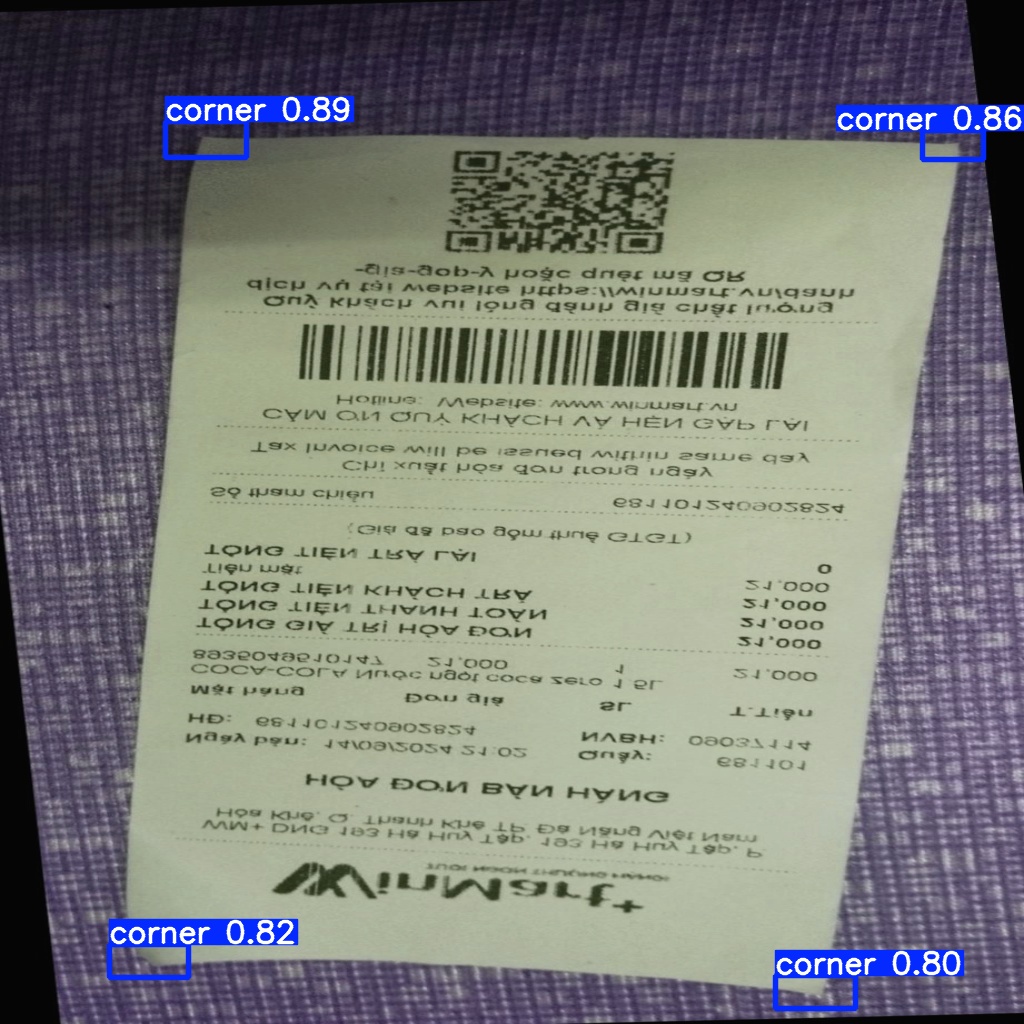 corner 0.89
corner 0.86
WinMart+
WM+ DNG 193 Hà Huy Tập, 193 Hà Huy Tập, P
Hòa Khê, Q. Thanh Khê TP. Đà Nẵng Việt Nam
HÓA ĐƠN BÁN HÀNG
Ngày bán: 14/09/2024 21:02 Quầy: 681101
HĐ: 681101240902824 NVBH: 09037114
Mặt hàng Đơn giá SL T.Tiền
COCA-COLA Nước ngọt coca zero 1.5L
8935049510147 21,000 1 21,000
TỔNG GIÁ TRỊ HÓA ĐƠN 21,000
TỔNG TIỀN THANH TOÁN 21,000
TỔNG TIỀN KHÁCH TRẢ 21,000
Tiền mặt 21,000
TỔNG TIỀN TRẢ LẠI 0
(Giá đã bao gồm thuế GTGT)
Số tham chiếu 681101240902824
Chỉ xuất hóa đơn trong ngày
Tax Invoice will be issued within same day
CẢM ƠN QUÝ KHÁCH VÀ HẸN GẶP LẠI
Hotline: Website: www.winmart.vn
Quý khách vui lòng đánh giá chất lượng
dịch vụ tại website https://winmart.vn/danh
-gia-gop-y hoặc quét mã QR
corner 0.82
corner 0.80